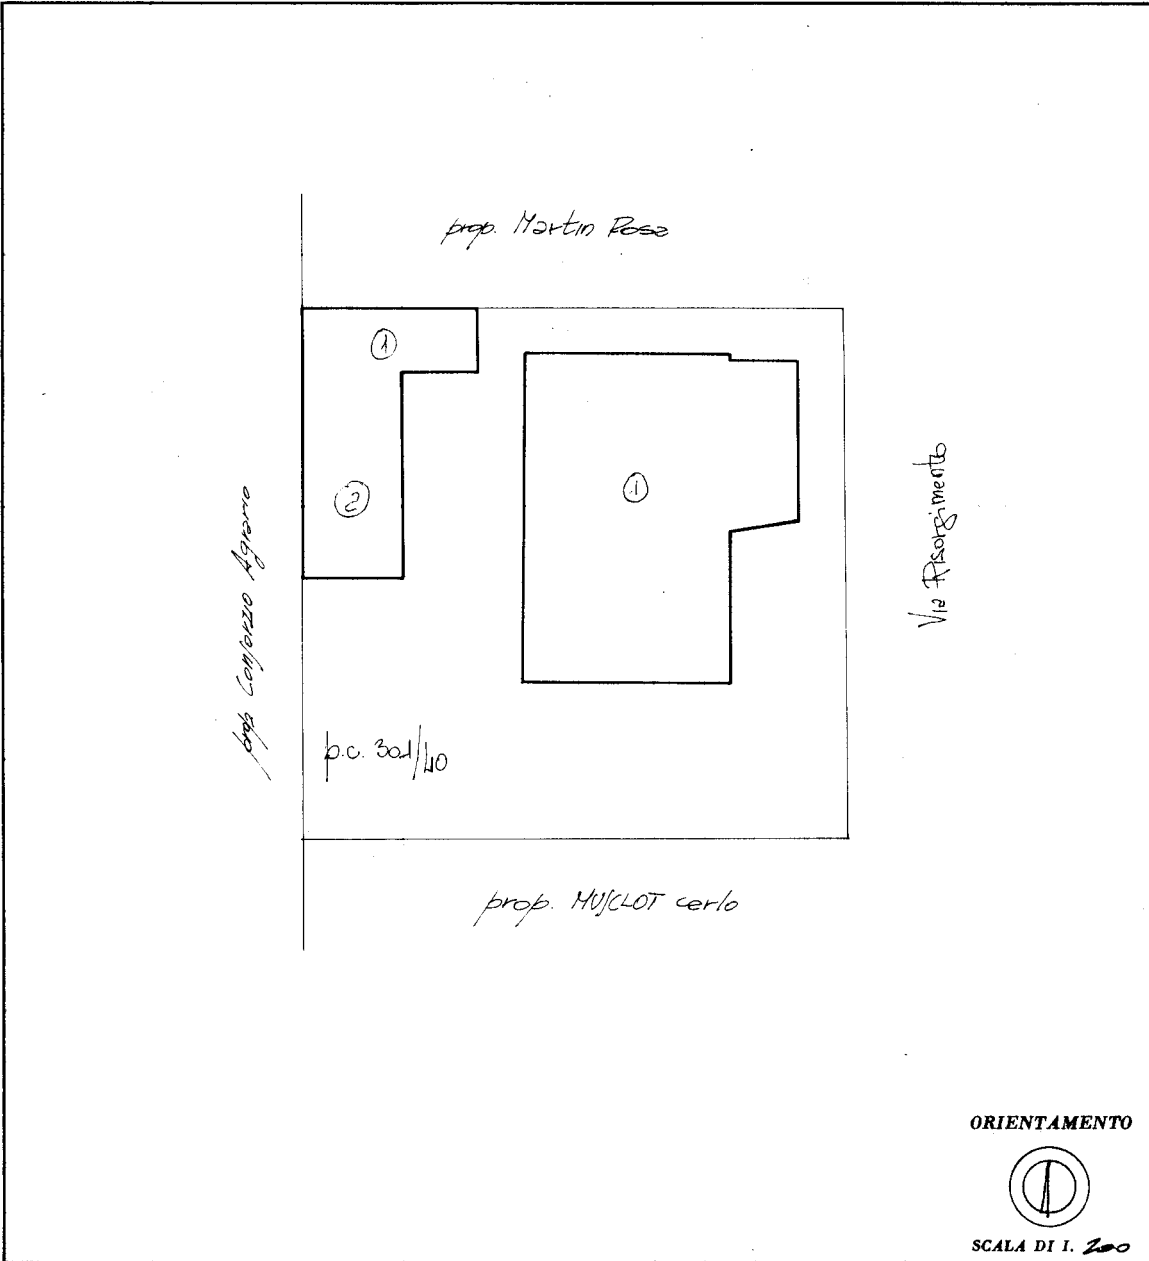 prop. Martin Rosa
1
2
1
prop. Consorzio Agrario
Via Risorgimento
p.c. 301/40
prop. MUSCLOT carlo
ORIENTAMENTO
SCALA DI 1. 200